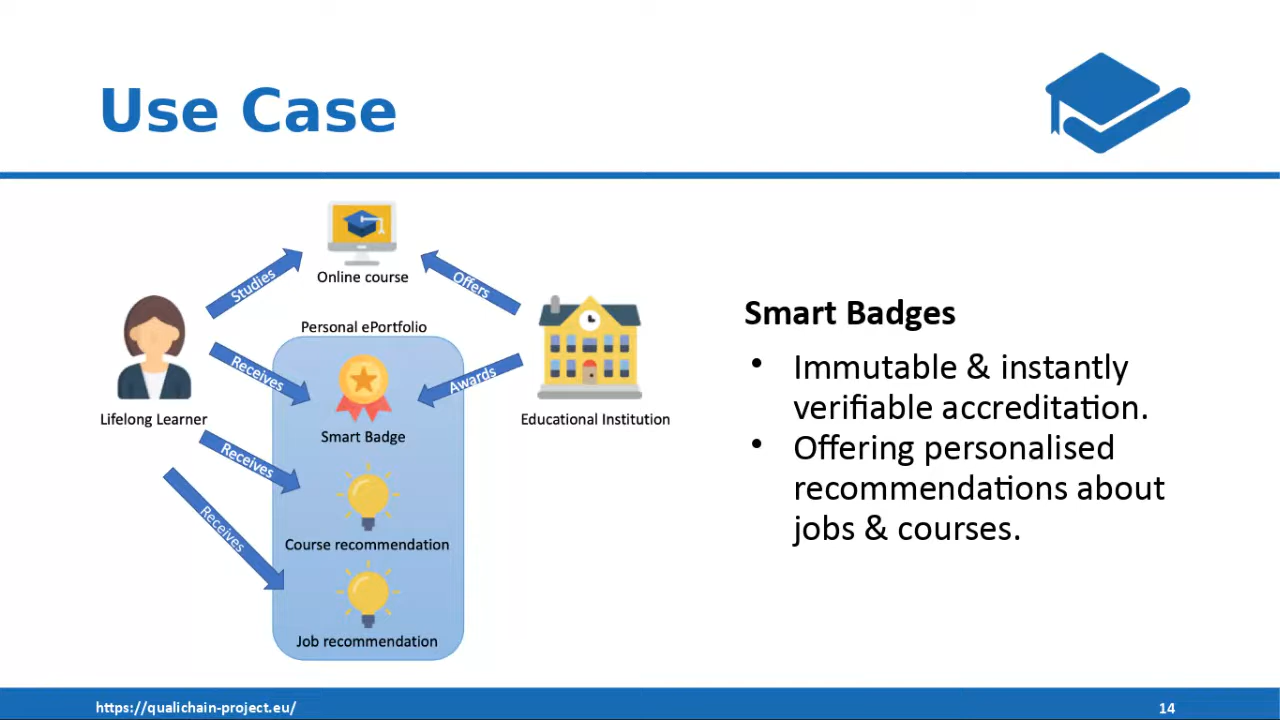 Use Case
Online course
Studies
Offers
Personal ePortfolio
Receives
Awards
Lifelong Learner
Smart Badge
Educational Institution
Receives
Course recommendation
Receives
Job recommendation
Smart Badges
• Immutable & instantly
verifiable accreditation.
• Offering personalised
recommendations about
jobs & courses.
https://qualichain-project.eu/
14